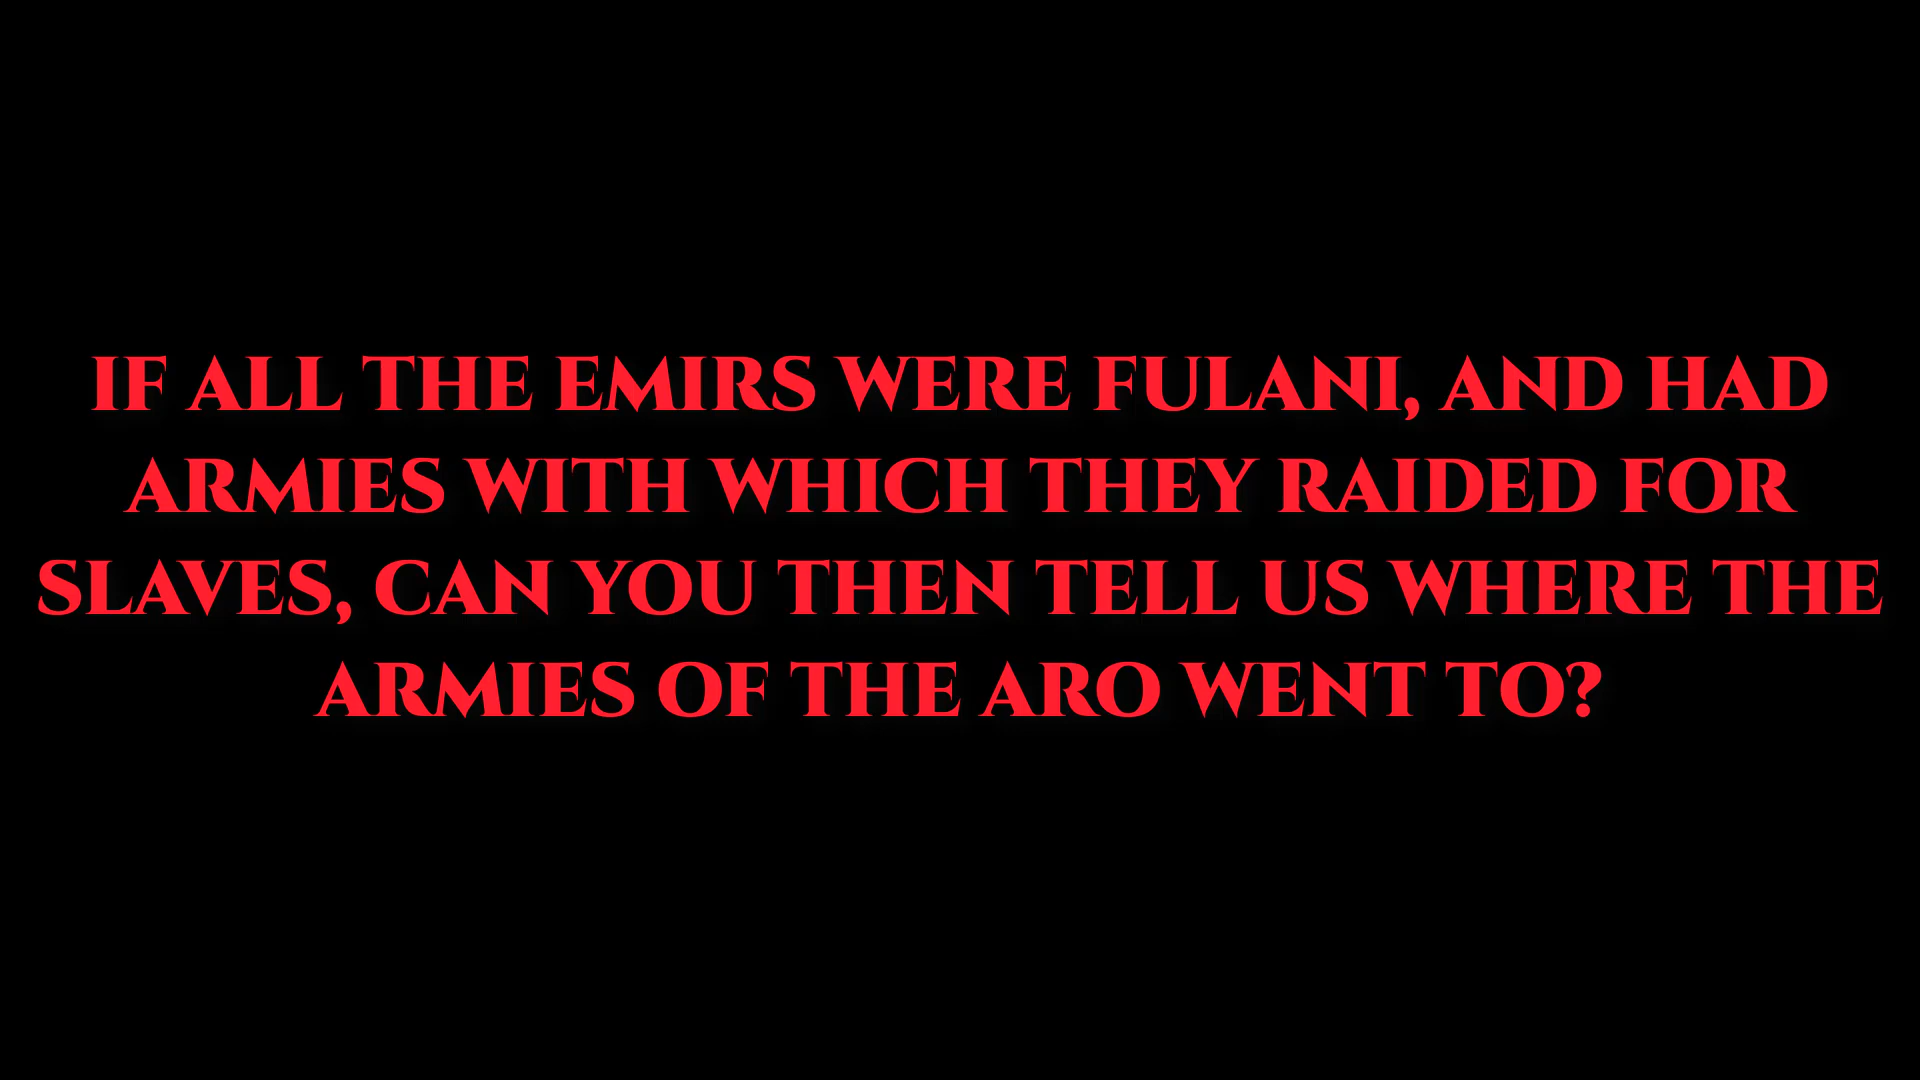 IF ALL THE EMIRS WERE FULANI, AND HAD
ARMIES WITH WHICH THEY RAIDED FOR
SLAVES, CAN YOU THEN TELL US WHERE THE
ARMIES OF THE ARO WENT TO?